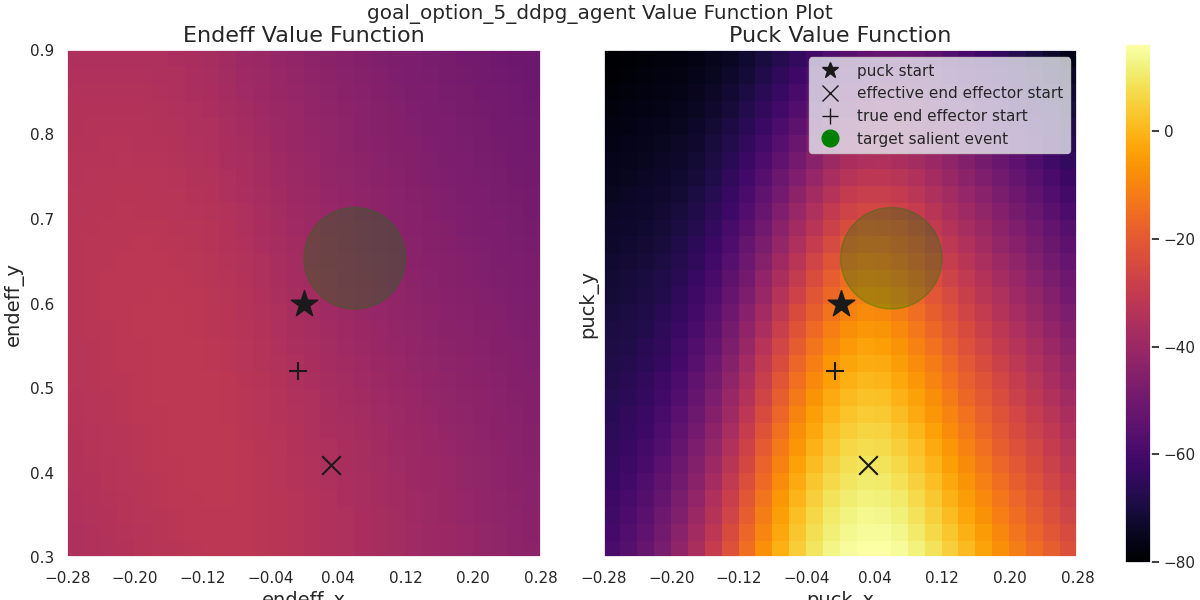 goal_option_5_ddpg_agent Value Function Plot
Endeff Value Function
Puck Value Function
0.9
0.8
0.7
0.6
0.5
0.4
0.3
endeff_y
−0.28 −0.20 −0.12 −0.04 0.04 0.12 0.20 0.28
endeff_x
puck start
effective end effector start
true end effector start
target salient event
puck_y
−0.28 −0.20 −0.12 −0.04 0.04 0.12 0.20 0.28
puck_x
0
−20
−40
−60
−80